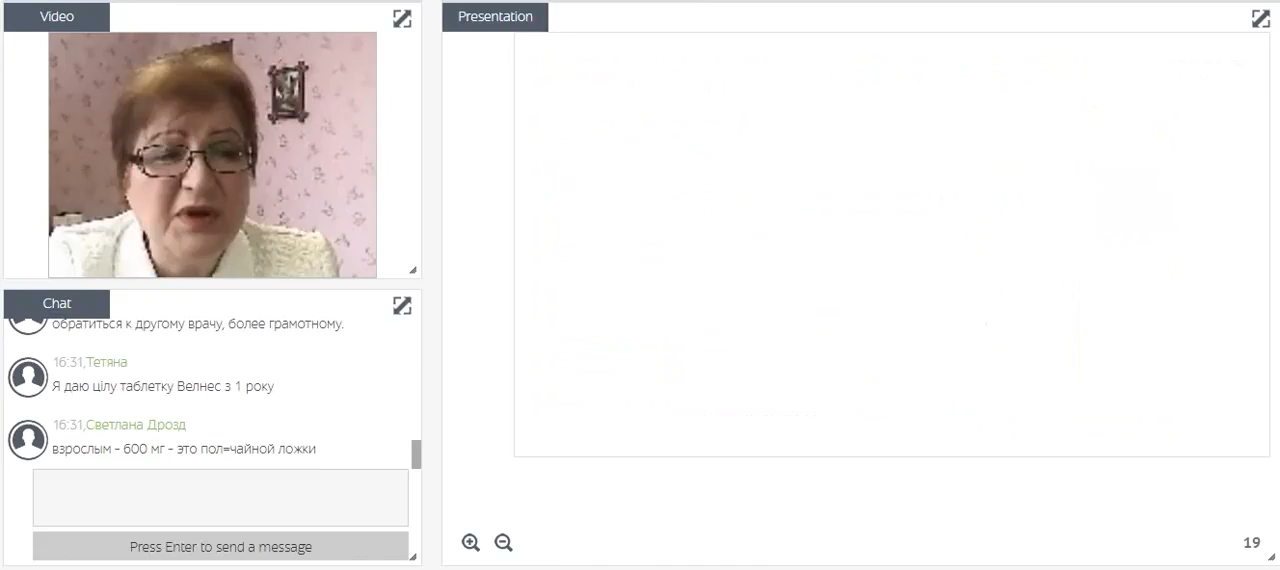 Video
Presentation
Chat
обратиться к другому врачу, более грамотному.
16:31,Тетяна
Я даю цілу таблетку Велнес з 1 року
16:31,Светлана Дрозд
взрослым - 600 мг - это пол=чайной ложки
Press Enter to send a message
19